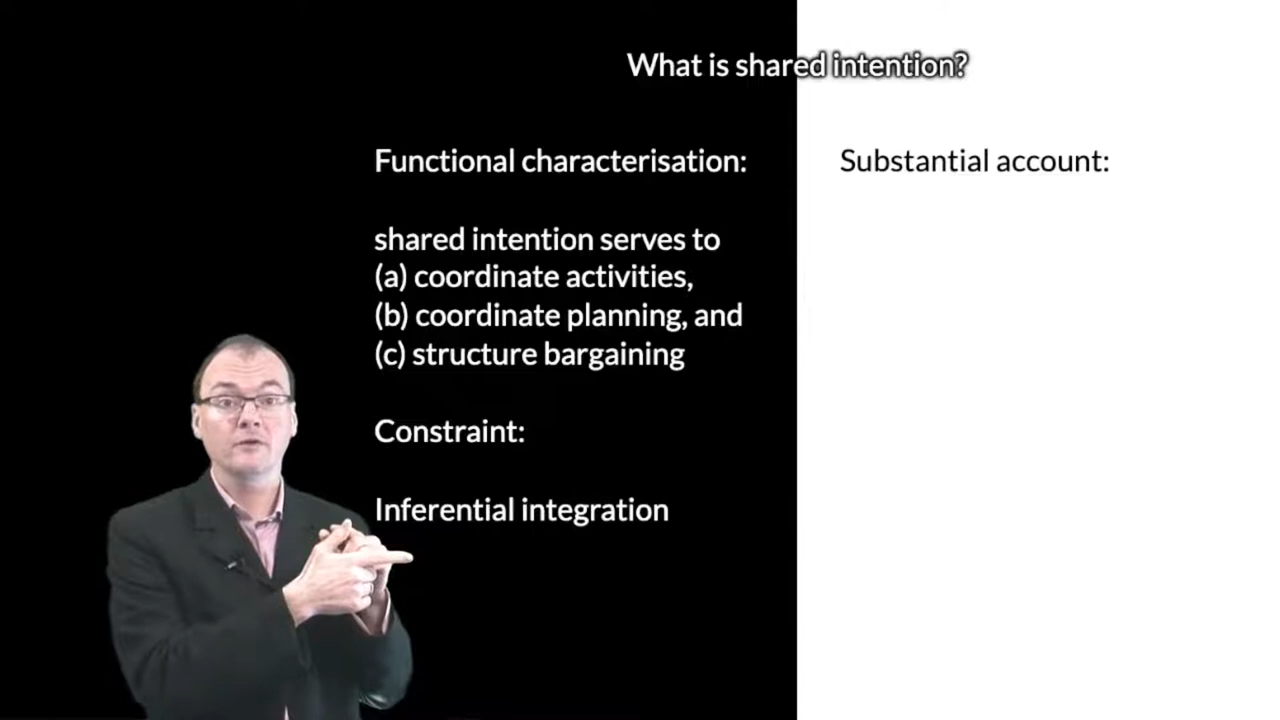 What is shared intention?
Functional characterisation:
shared intention serves to
(a) coordinate activities,
(b) coordinate planning, and
(c) structure bargaining
Constraint:
Inferential integration
Substantial account: